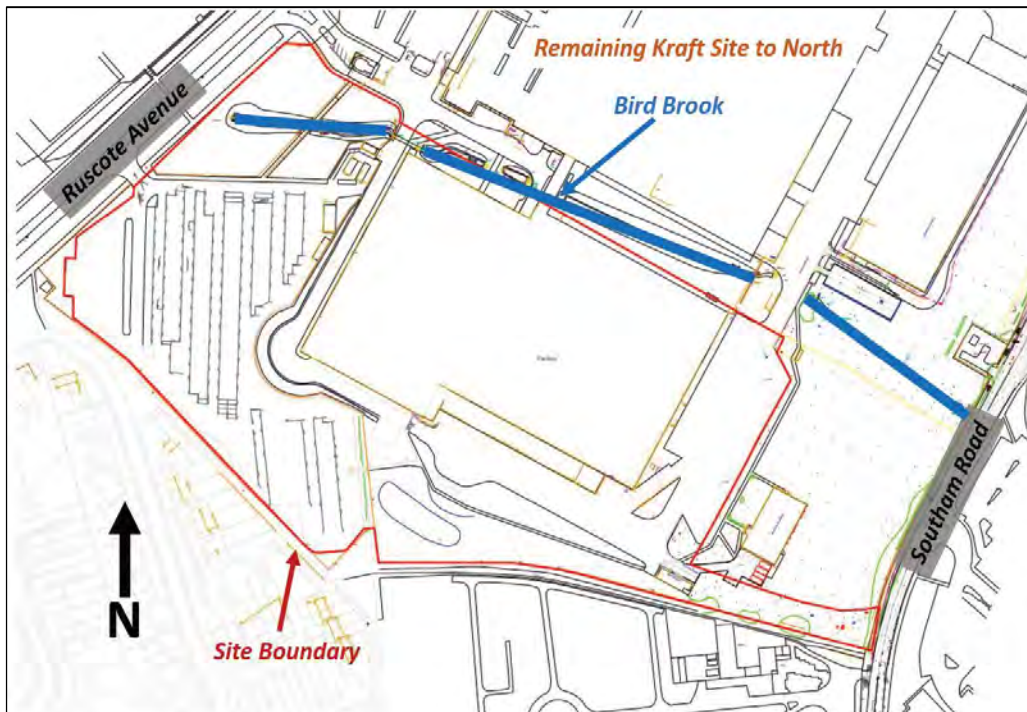 Remaining Kraft Site to North
Bird Brook
Ruscote Avenue
Southam Road
N
Site Boundary